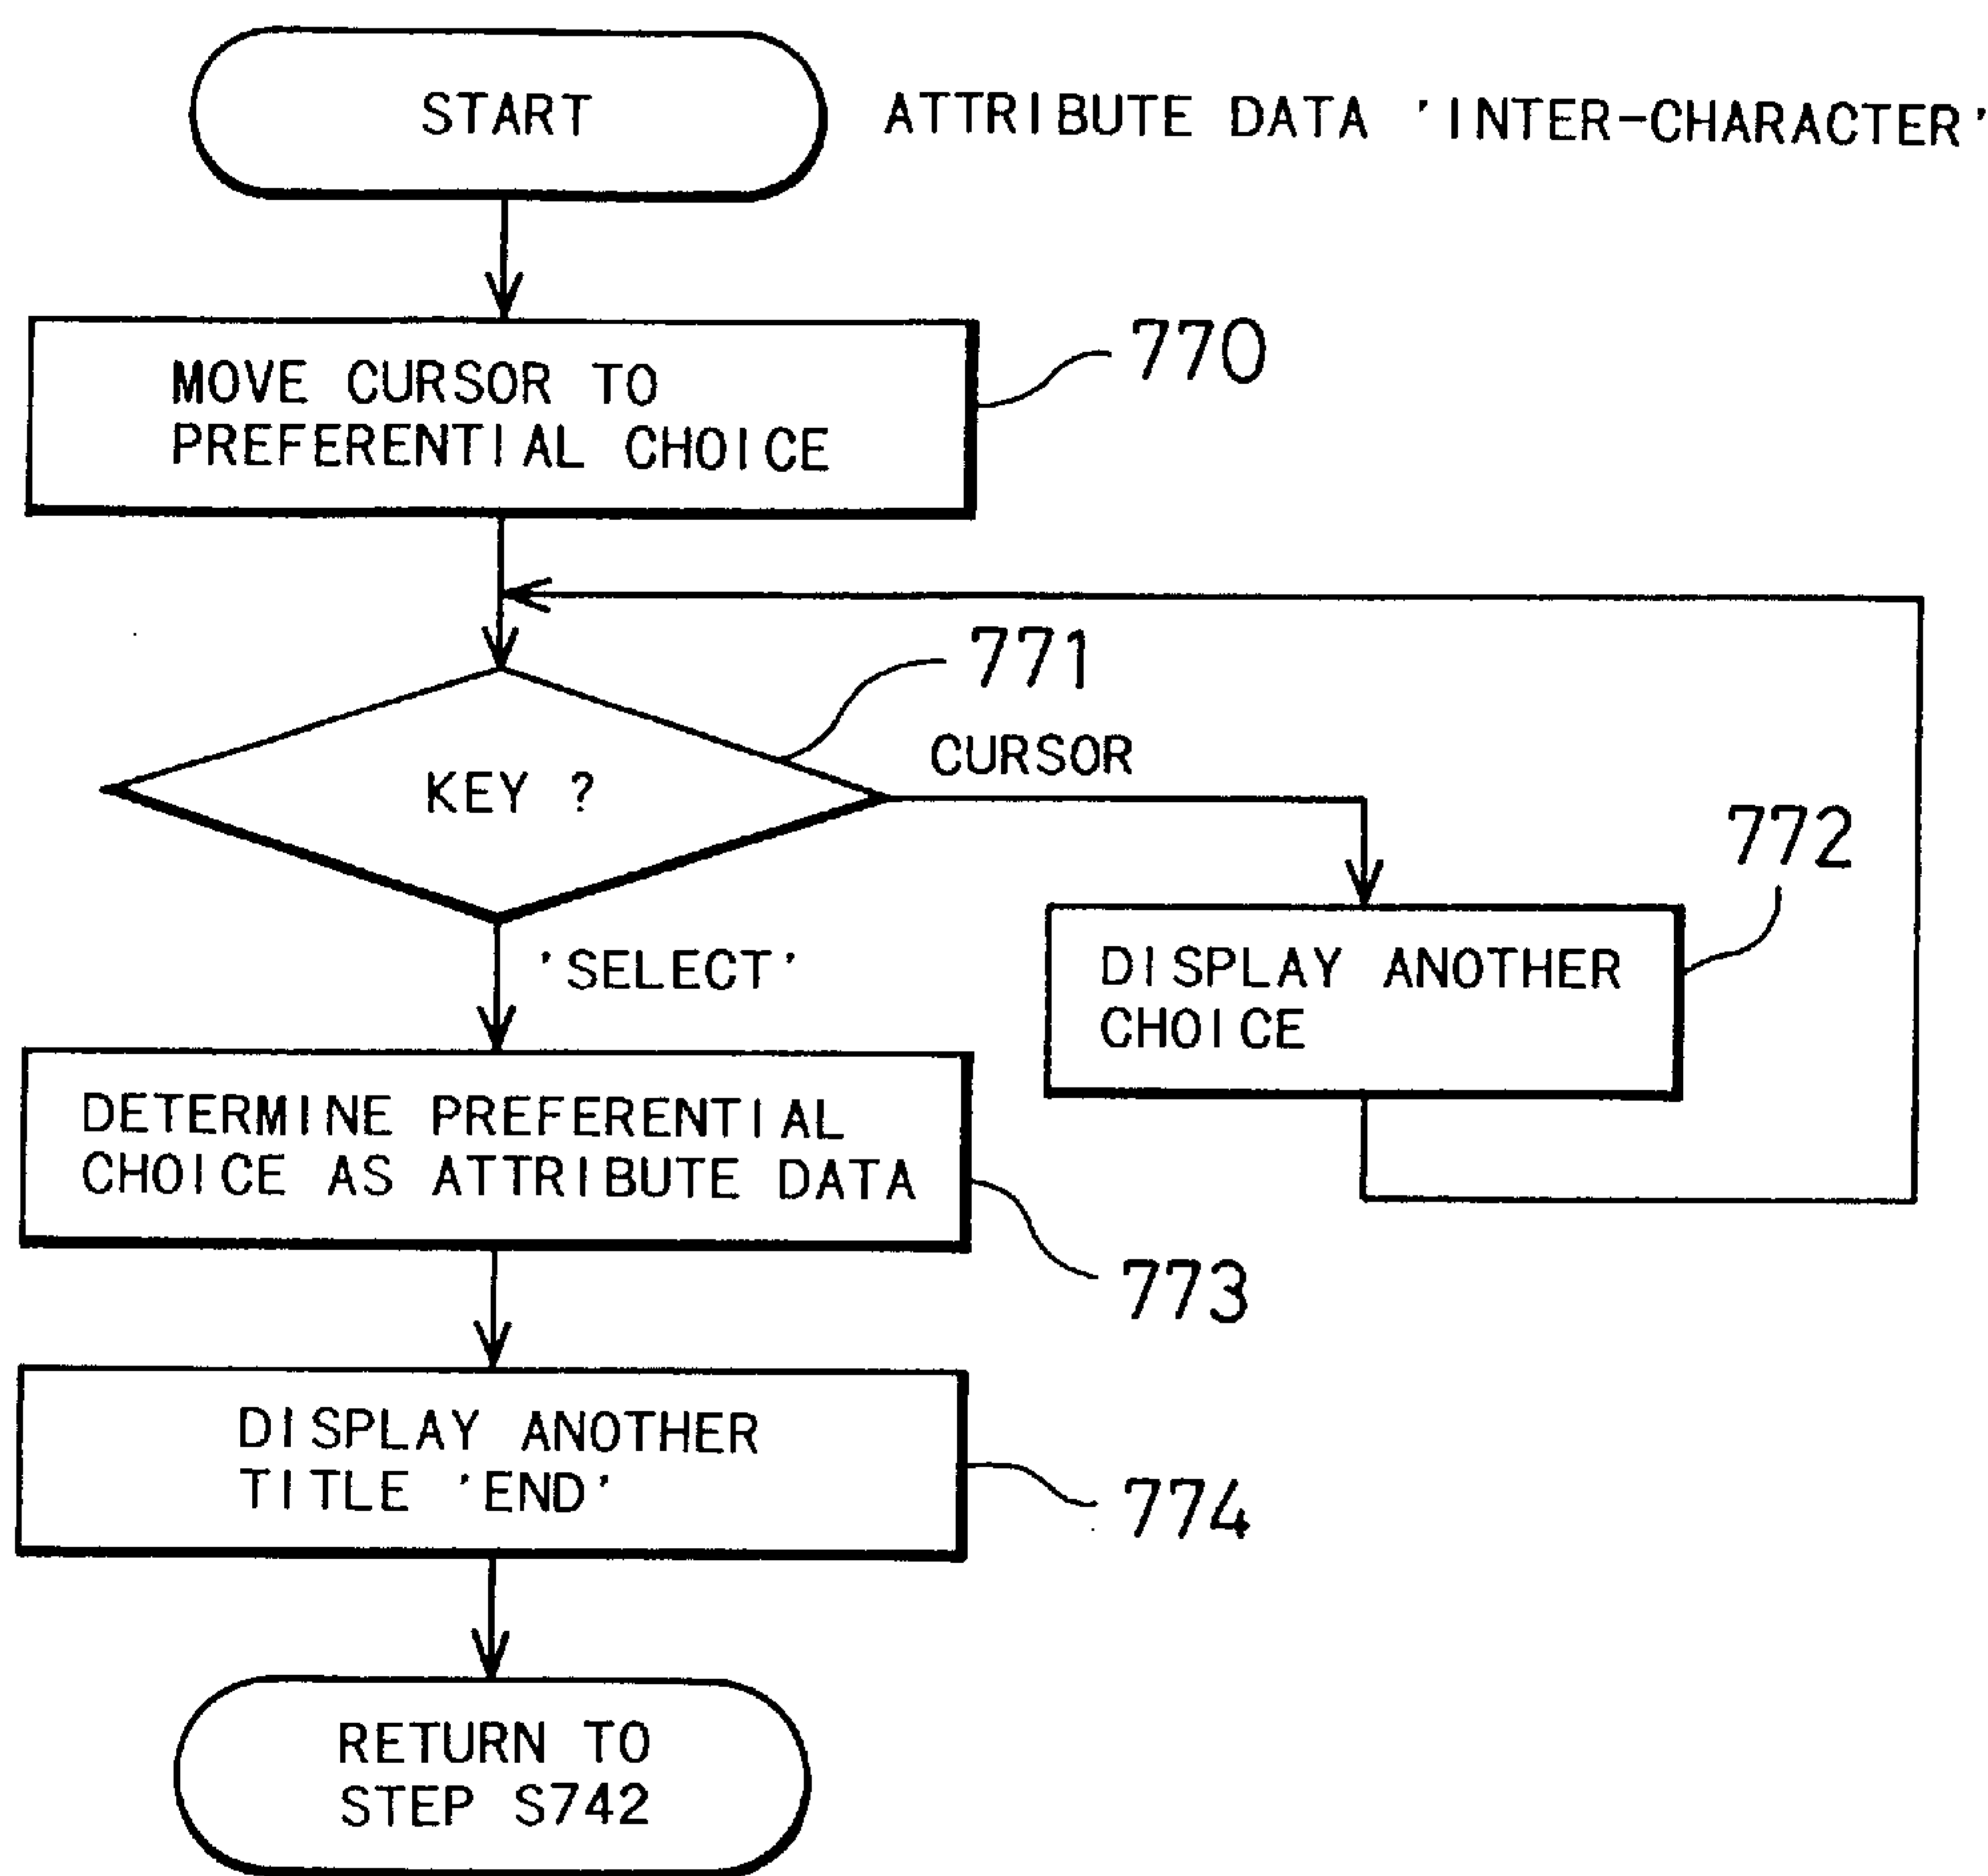 START
ATTRIBUTE DATA 'INTER-CHARACTER'
MOVE CURSOR TO
PREFERENTIAL CHOICE
770
771
KEY ?
CURSOR
772
'SELECT'
DISPLAY ANOTHER
CHOICE
DETERMINE PREFERENTIAL
CHOICE AS ATTRIBUTE DATA
773
DISPLAY ANOTHER
TITLE 'END'
774
RETURN TO
STEP S742